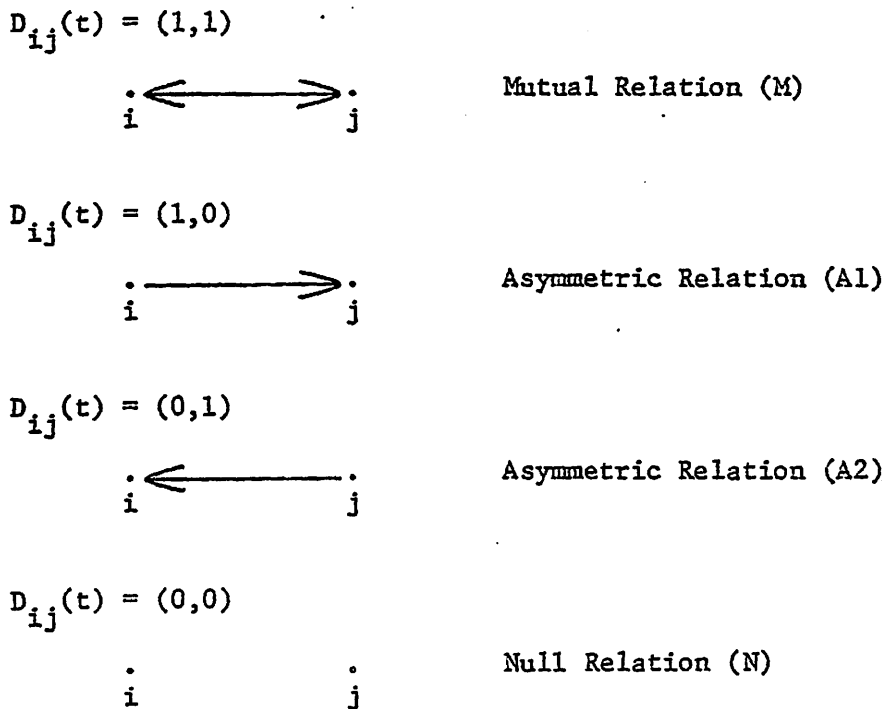 D_ij(t) = (1,1)
Mutual Relation (M)
i j
D_ij(t) = (1,0)
Asymmetric Relation (A1)
i j
D_ij(t) = (0,1)
Asymmetric Relation (A2)
i j
D_ij(t) = (0,0)
Null Relation (N)
i j